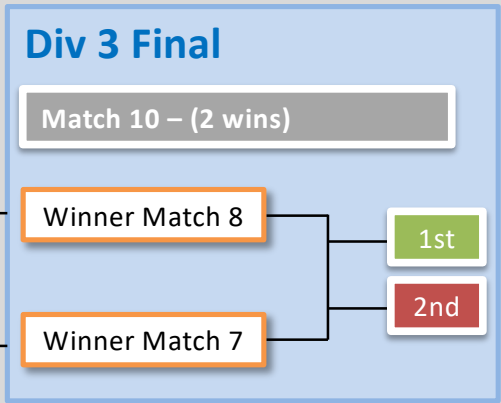 Div 3 Final
Match 10 – (2 wins)
Winner Match 8
1st
2nd
Winner Match 7